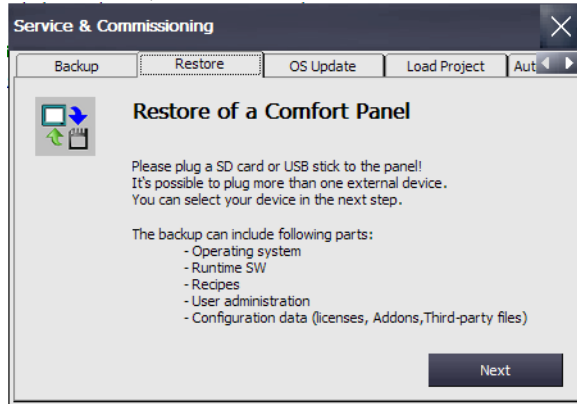 Service & Commissioning
Backup
Restore
OS Update
Load Project
Aut
Restore of a Comfort Panel
Please plug a SD card or USB stick to the panel!
It's possible to plug more than one external device.
You can select your device in the next step.
The backup can include following parts:
- Operating system
- Runtime SW
- Recipes
- User administration
- Configuration data (licenses, Addons,Third-party files)
Next